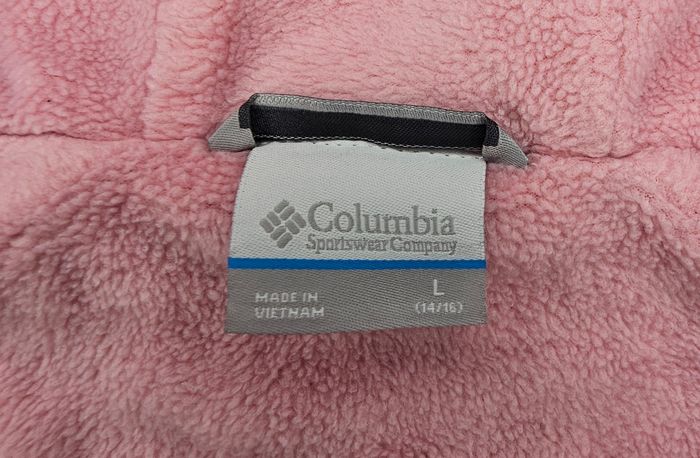 Columbia
Sportswear Company
MADE IN
VIETNAM
L
(14/16)